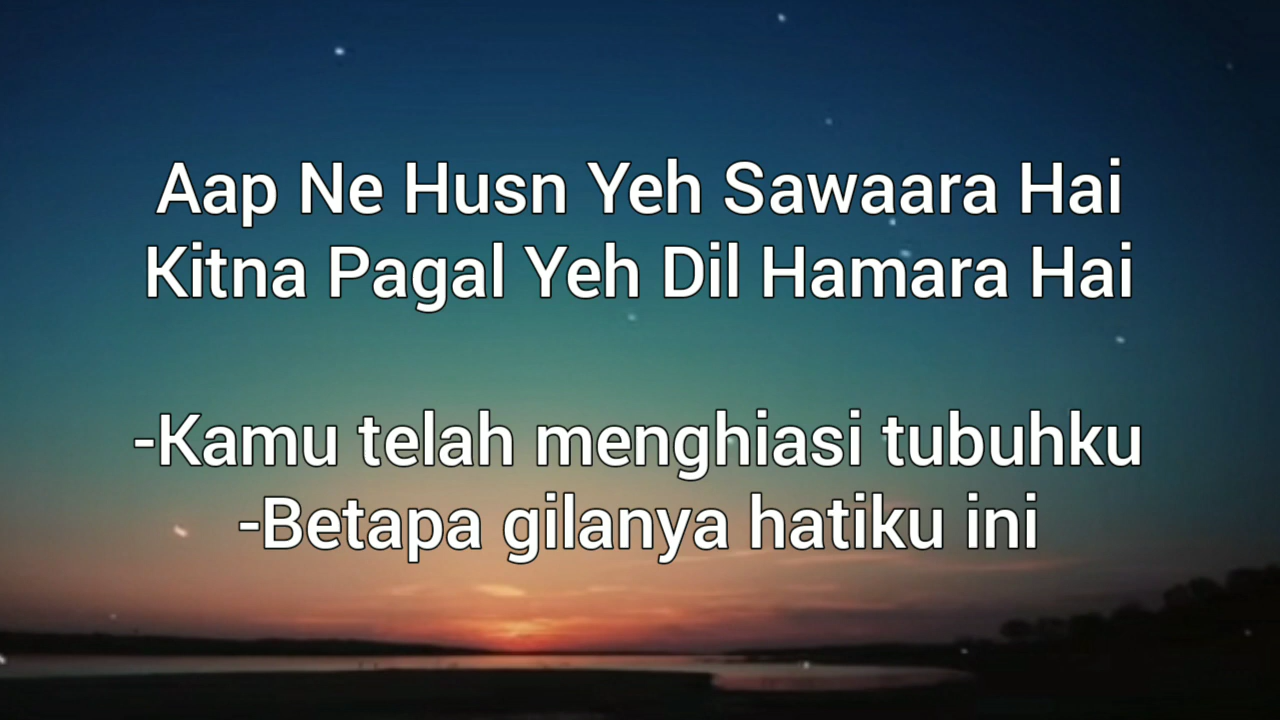 Aap Ne Husn Yeh Sawaara Hai
Kitna Pagal Yeh Dil Hamara Hai
-Kamu telah menghiasi tubuhku
-Betapa gilanya hatiku ini